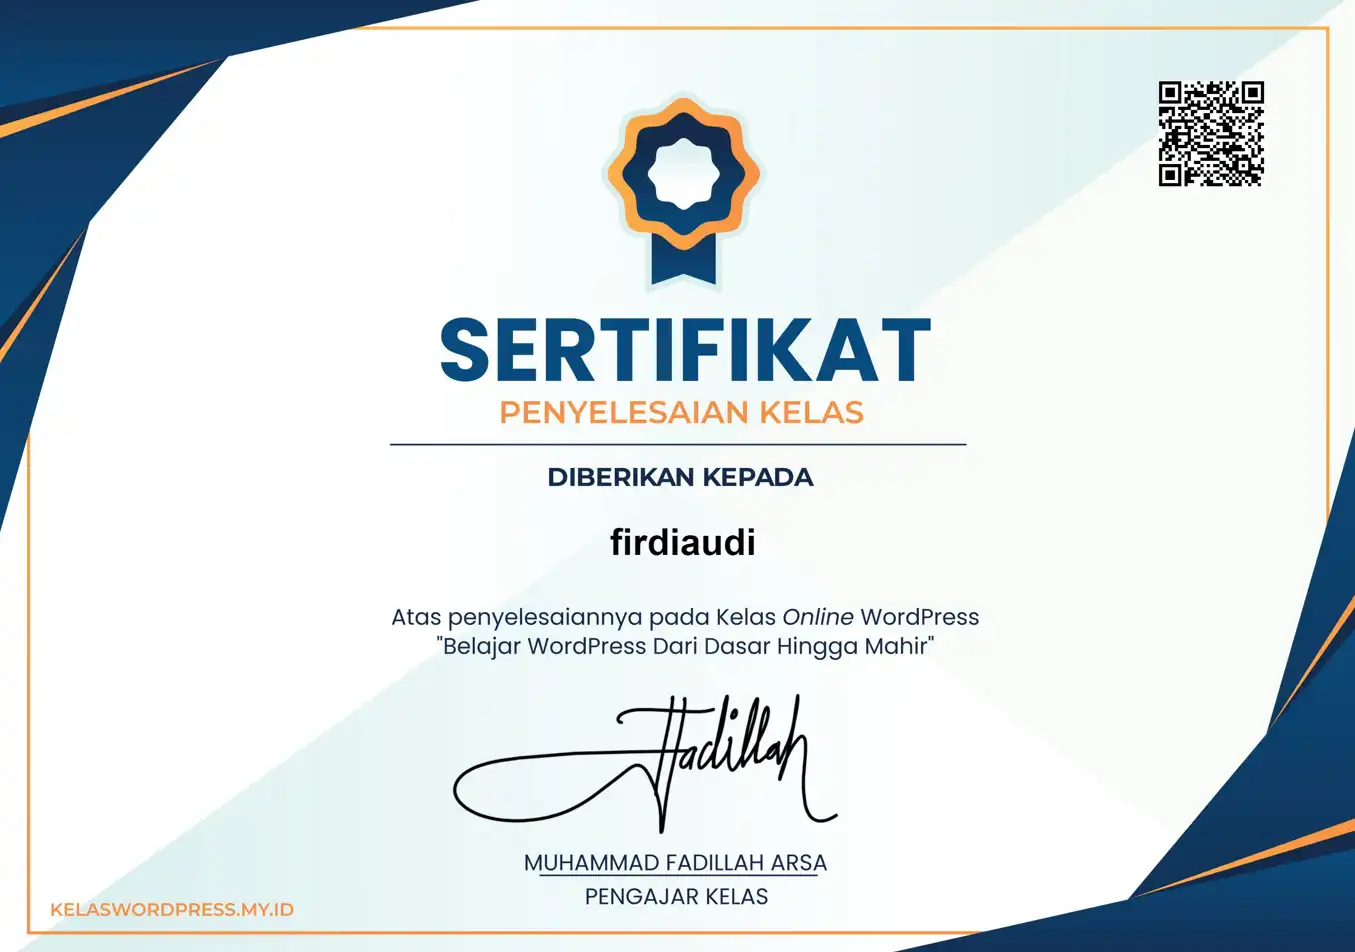 SERTIFIKAT
PENYELESAIAN KELAS
DIBERIKAN KEPADA
firdiaudi
Atas penyelesaiannya pada Kelas Online WordPress
"Belajar WordPress Dari Dasar Hingga Mahir"
Fadillah
MUHAMMAD FADILLAH ARSA
PENGAJAR KELAS
KELASWORDPRESS.MY.ID